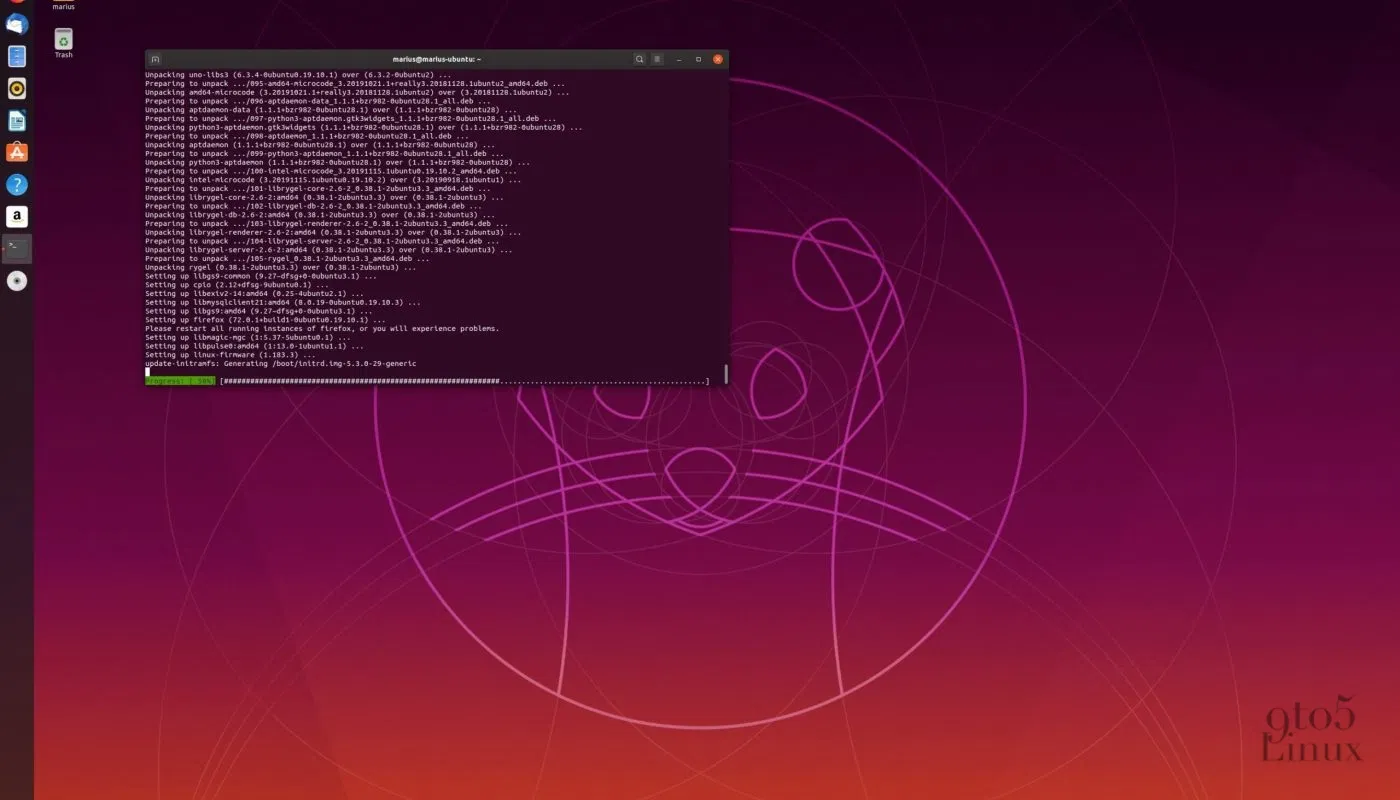 marius
Trash
marius@marius-ubuntu: ~
Unpacking uno-libs3 (6.3.4-0ubuntu0.19.10.1) over (6.3.2-0ubuntu2) ...
Preparing to unpack .../095-amd64-microcode_3.20191021.1+really3.20181128.1ubuntu2_amd64.deb ...
Unpacking amd64-microcode (3.20191021.1+really3.20181128.1ubuntu2) over (3.20181128.1ubuntu2) ...
Preparing to unpack .../096-aptdaemon-data_1.1.1+bzr982-0ubuntu28.1_all.deb ...
Unpacking aptdaemon-data (1.1.1+bzr982-0ubuntu28.1) over (1.1.1+bzr982-0ubuntu28) ...
Preparing to unpack .../097-python3-aptdaemon.gtk3widgets_1.1.1+bzr982-0ubuntu28.1_all.deb ...
Unpacking python3-aptdaemon.gtk3widgets (1.1.1+bzr982-0ubuntu28.1) over (1.1.1+bzr982-0ubuntu28) ...
Preparing to unpack .../098-aptdaemon_1.1.1+bzr982-0ubuntu28.1_all.deb ...
Unpacking aptdaemon (1.1.1+bzr982-0ubuntu28.1) over (1.1.1+bzr982-0ubuntu28) ...
Preparing to unpack .../099-python3-aptdaemon_1.1.1+bzr982-0ubuntu28.1_all.deb ...
Unpacking python3-aptdaemon (1.1.1+bzr982-0ubuntu28.1) over (1.1.1+bzr982-0ubuntu28) ...
Preparing to unpack .../100-intel-microcode_3.20191115.1ubuntu0.19.10.2_amd64.deb ...
Unpacking intel-microcode (3.20191115.1ubuntu0.19.10.2) over (3.20190918.1ubuntu1) ...
Preparing to unpack .../101-librygel-core-2.6-2_0.38.1-2ubuntu3.3_amd64.deb ...
Unpacking librygel-core-2.6-2:amd64 (0.38.1-2ubuntu3.3) over (0.38.1-2ubuntu3) ...
Preparing to unpack .../102-librygel-db-2.6-2_0.38.1-2ubuntu3.3_amd64.deb ...
Unpacking librygel-db-2.6-2:amd64 (0.38.1-2ubuntu3.3) over (0.38.1-2ubuntu3) ...
Preparing to unpack .../103-librygel-renderer-2.6-2_0.38.1-2ubuntu3.3_amd64.deb ...
Unpacking librygel-renderer-2.6-2:amd64 (0.38.1-2ubuntu3.3) over (0.38.1-2ubuntu3) ...
Preparing to unpack .../104-librygel-server-2.6-2_0.38.1-2ubuntu3.3_amd64.deb ...
Unpacking librygel-server-2.6-2:amd64 (0.38.1-2ubuntu3.3) over (0.38.1-2ubuntu3) ...
Preparing to unpack .../105-rygel_0.38.1-2ubuntu3.3_amd64.deb ...
Unpacking rygel (0.38.1-2ubuntu3.3) over (0.38.1-2ubuntu3) ...
Setting up libgs9-common (9.27~dfsg+0-0ubuntu3.1) ...
Setting up cpio (2.12+dfsg-9ubuntu0.1) ...
Setting up libexiv2-14:amd64 (0.25-4ubuntu2.1) ...
Setting up libmysqlclient21:amd64 (8.0.19-0ubuntu0.19.10.3) ...
Setting up libgs9:amd64 (9.27~dfsg+0-0ubuntu3.1) ...
Setting up firefox (72.0.1+build1-0ubuntu0.19.10.1) ...
Please restart all running instances of firefox, or you will experience problems.
Setting up libmagic-mgc (1:5.37-5ubuntu0.1) ...
Setting up libpulse0:amd64 (1:13.0-1ubuntu1.1) ...
Setting up linux-firmware (1.183.3) ...
update-initramfs: Generating /boot/initrd.img-5.3.0-29-generic
Progress: [ 58%]
9to5
Linux